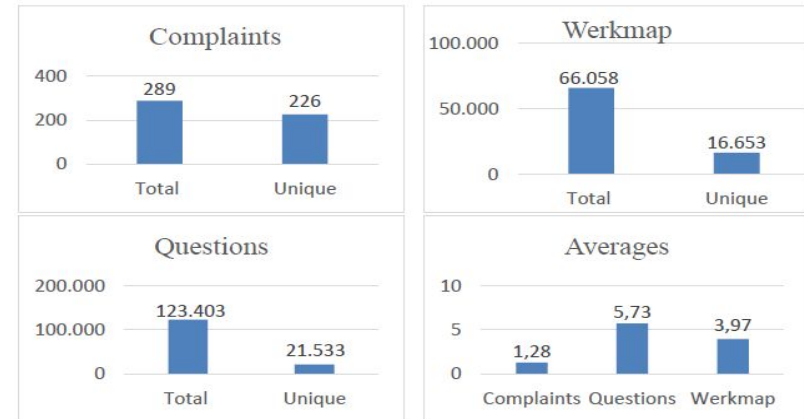 Complaints
400
289
226
200
0
Total Unique
Werkmap
100.000
66.058
50.000
16.653
0
Total Unique
Questions
200.000
123.403
100.000
21.533
0
Total Unique
Averages
10
5,73
3,97
5
1,28
0
Complaints Questions Werkmap